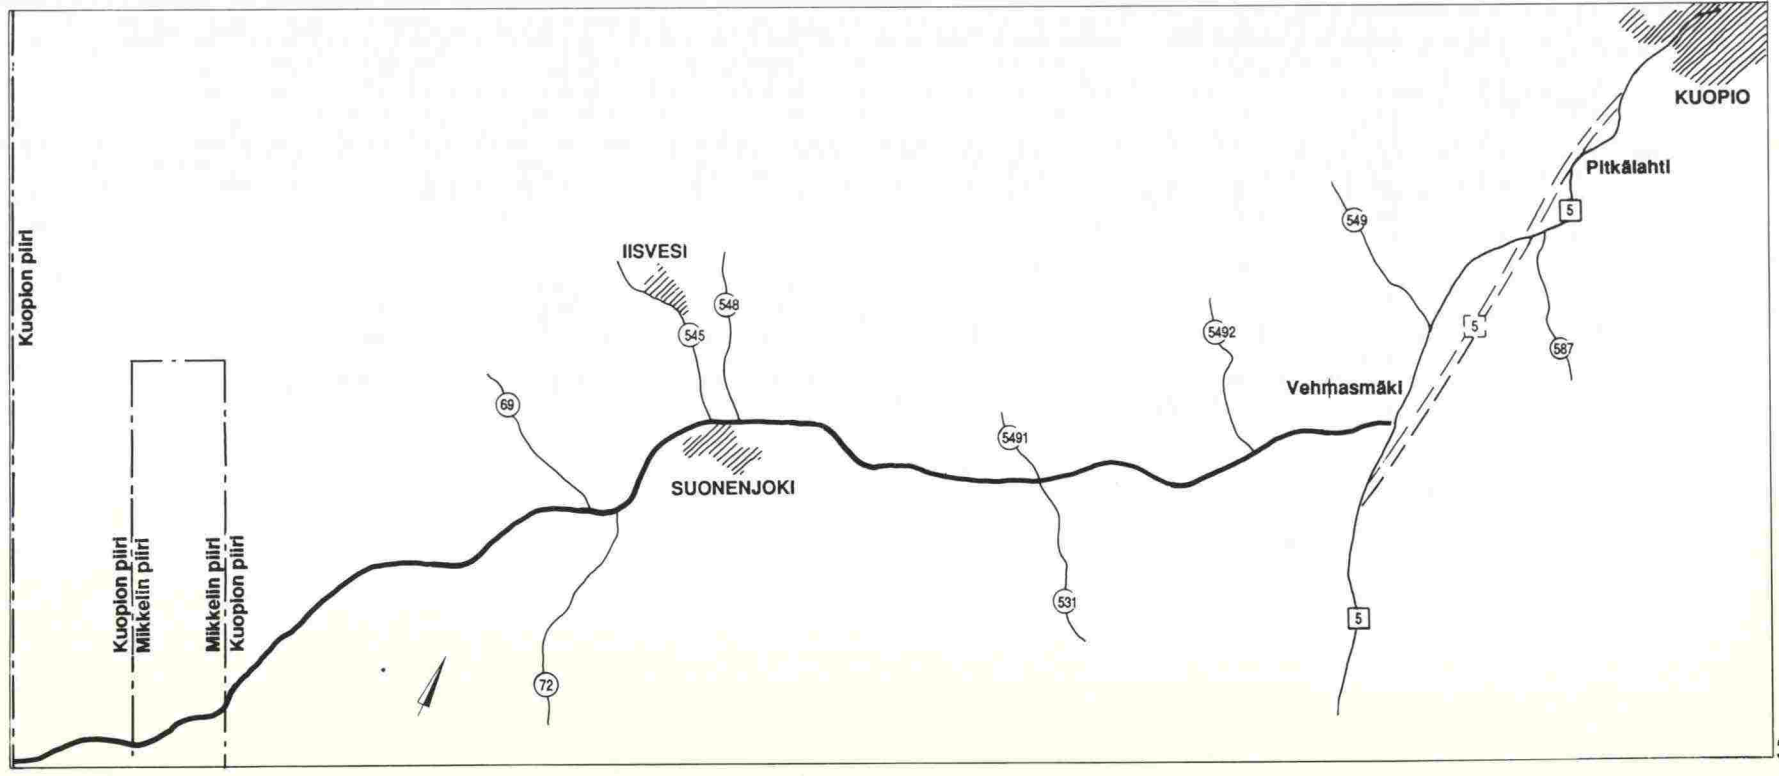 KUOPIO
Pitkälahti
5
549
IISVESI
Kuopion piiri
548
545
5492
5
587
Vehmasmäki
69
5491
SUONENJOKI
Kuopion piiri
Mikkelin piiri
Mikkelin piiri
Kuopion piiri
531
5
72